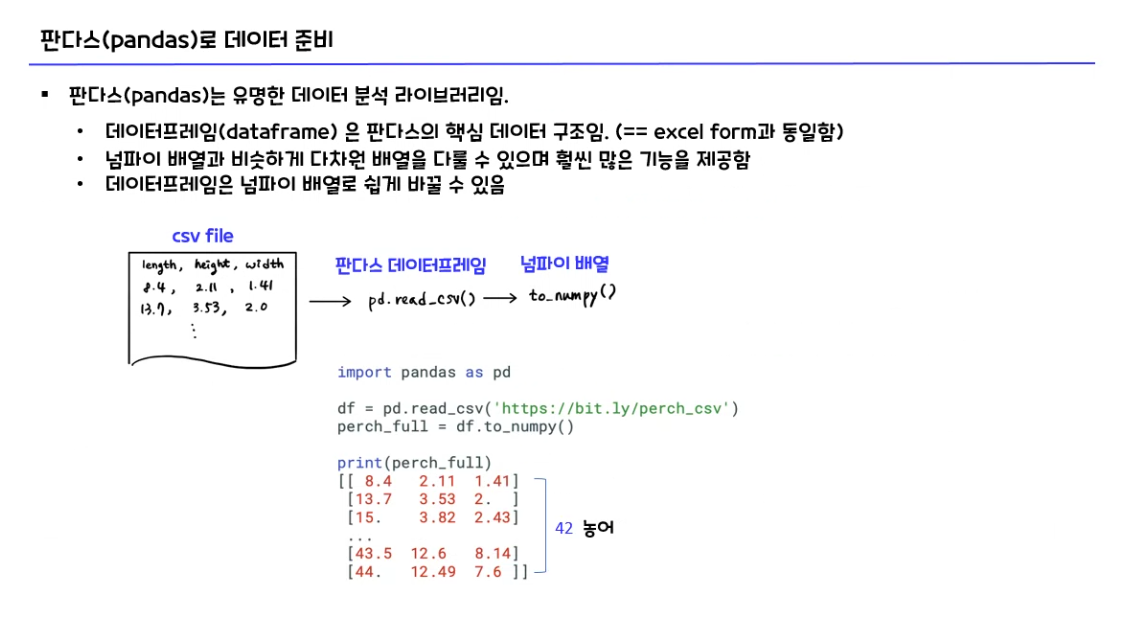 판다스(pandas)로 데이터 준비
▪ 판다스(pandas)는 유명한 데이터 분석 라이브러리임.
• 데이터프레임(dataframe) 은 판다스의 핵심 데이터 구조임. (== excel form과 동일함)
• 넘파이 배열과 비슷하게 다차원 배열을 다룰 수 있으며 훨씬 많은 기능을 제공함
• 데이터프레임은 넘파이 배열로 쉽게 바꿀 수 있음
csv file
length, height, width
8.4, 2.11, 1.41
13.7, 3.53, 2.0
⋮
판다스 데이터프레임
pd.read_csv()
넘파이 배열
to_numpy()
import pandas as pd
df = pd.read_csv('https://bit.ly/perch_csv')
perch_full = df.to_numpy()
print(perch_full)
[[ 8.4   2.11  1.41]
[13.7   3.53  2.  ]
[15.    3.82  2.43]
...
[43.5  12.6   8.14]
[44.   12.49  7.6 ]]
42 농어